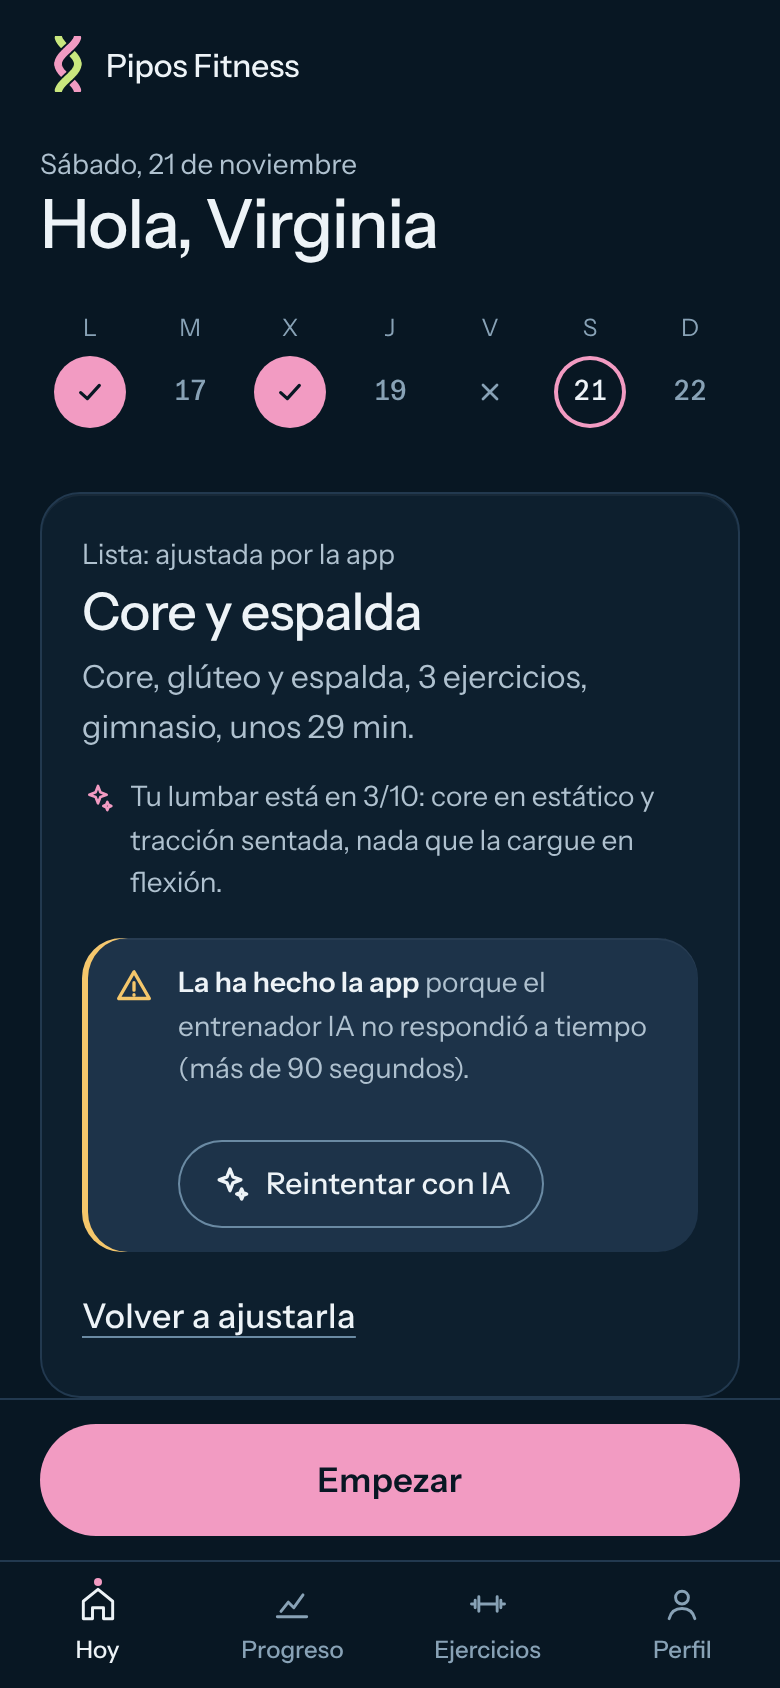 Pipos Fitness
Sábado, 21 de noviembre
Hola, Virginia
L M X J V S D
17 19 21 22
Lista: ajustada por la app
Core y espalda
Core, glúteo y espalda, 3 ejercicios,
gimnasio, unos 29 min.
Tu lumbar está en 3/10: core en estático y
tracción sentada, nada que la cargue en
flexión.
La ha hecho la app porque el
entrenador IA no respondió a tiempo
(más de 90 segundos).
Reintentar con IA
Volver a ajustarla
Empezar
Hoy Progreso Ejercicios Perfil